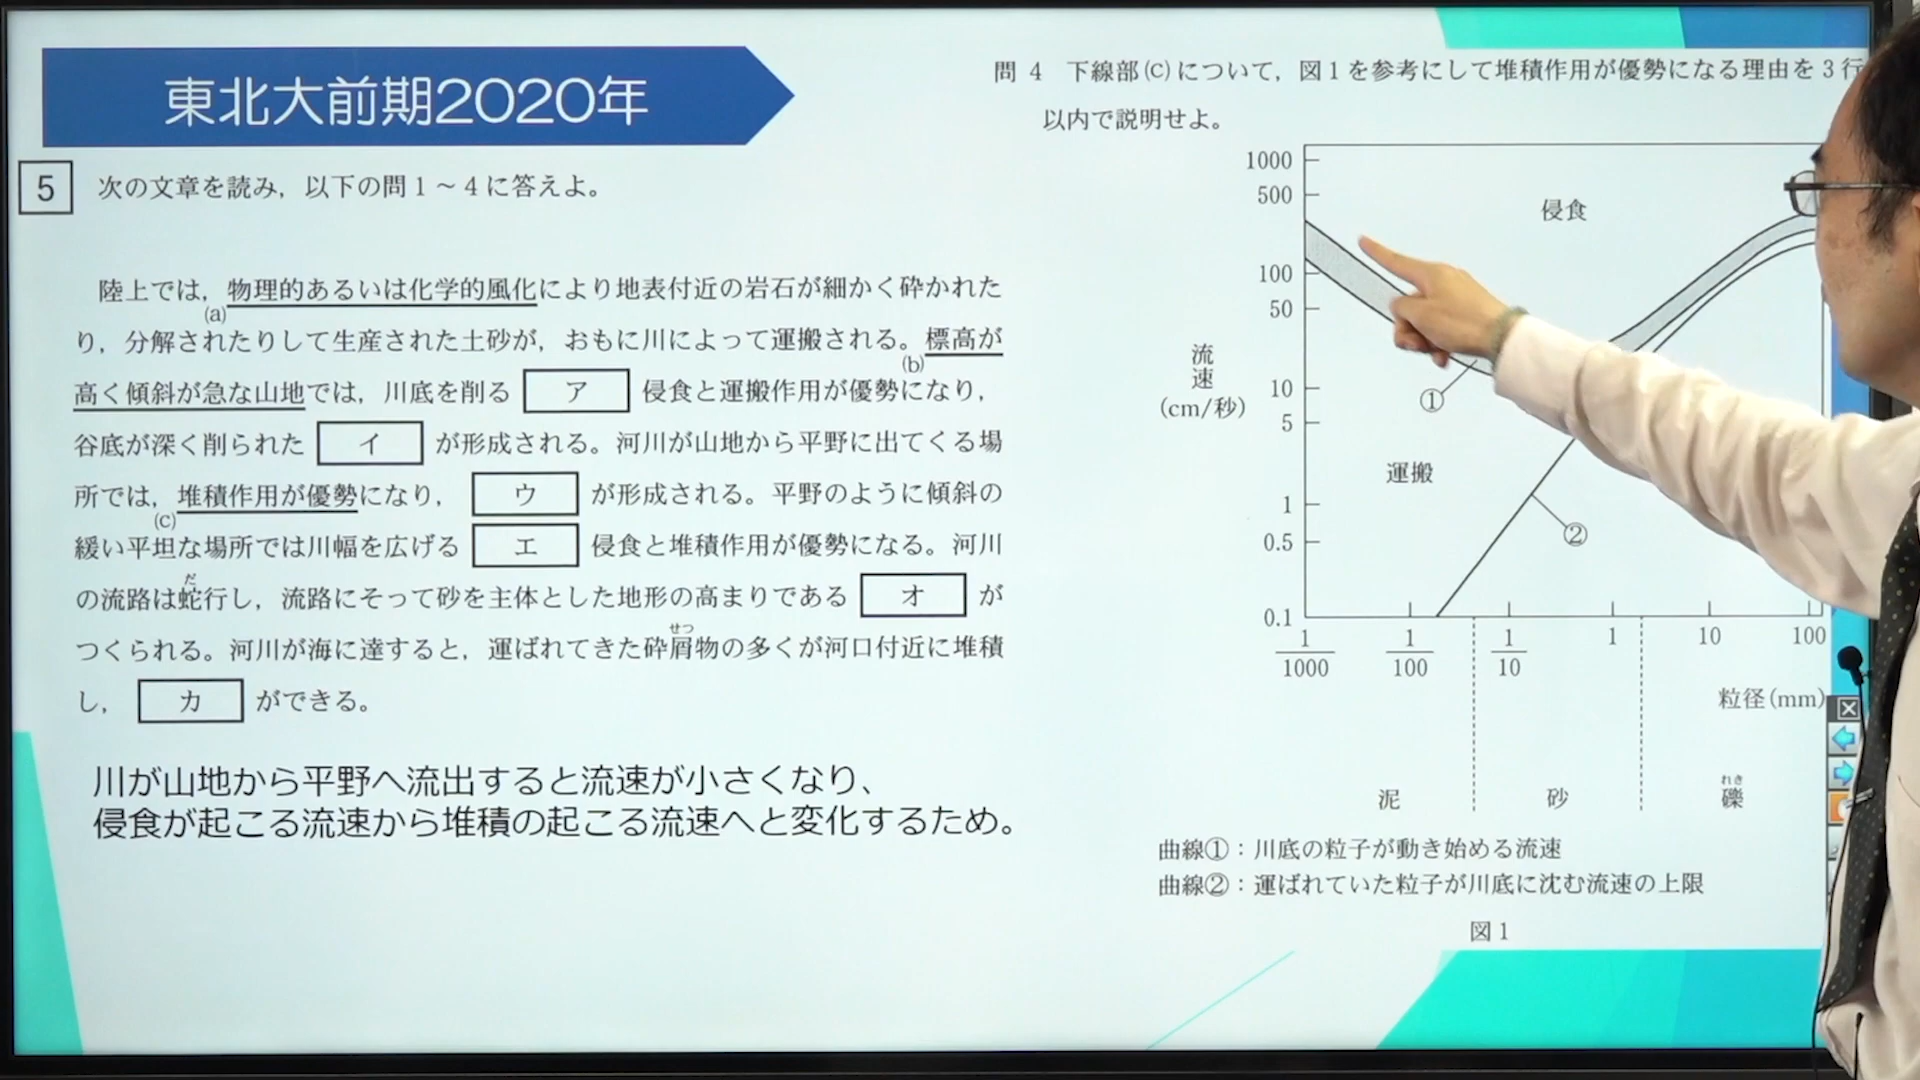 東北大前期2020年
5 次の文章を読み,以下の問1~4に答えよ。
陸上では,物理的あるいは化学的風化により地表付近の岩石が細かく砕かれた
(a)
り,分解されたりして生産された土砂が,おもに川によって運搬される。標高が
(b)
高く傾斜が急な山地では,川底を削る ア 侵食と運搬作用が優勢になり,
谷底が深く削られた イ が形成される。河川が山地から平野に出てくる場
所では,堆積作用が優勢になり, ウ が形成される。平野のように傾斜の
(c)
緩い平坦な場所では川幅を広げる エ 侵食と堆積作用が優勢になる。河川
だ
の流路は蛇行し,流路にそって砂を主体とした地形の高まりである オ が
せつ
つくられる。河川が海に達すると,運ばれてきた砕屑物の多くが河口付近に堆積
し, カ ができる。
川が山地から平野へ流出すると流速が小さくなり、
侵食が起こる流速から堆積の起こる流速へと変化するため。
問4 下線部(c)について,図1を参考にして堆積作用が優勢になる理由を3行
以内で説明せよ。
1000
500
100
50
10
5
1
0.5
0.1
流速
(cm/秒)
侵食
運搬
①
②
1/1000 1/100 1/10 1 10 100
粒径(mm)
れき
泥 砂 礫
曲線①:川底の粒子が動き始める流速
曲線②:運ばれていた粒子が川底に沈む流速の上限
図1